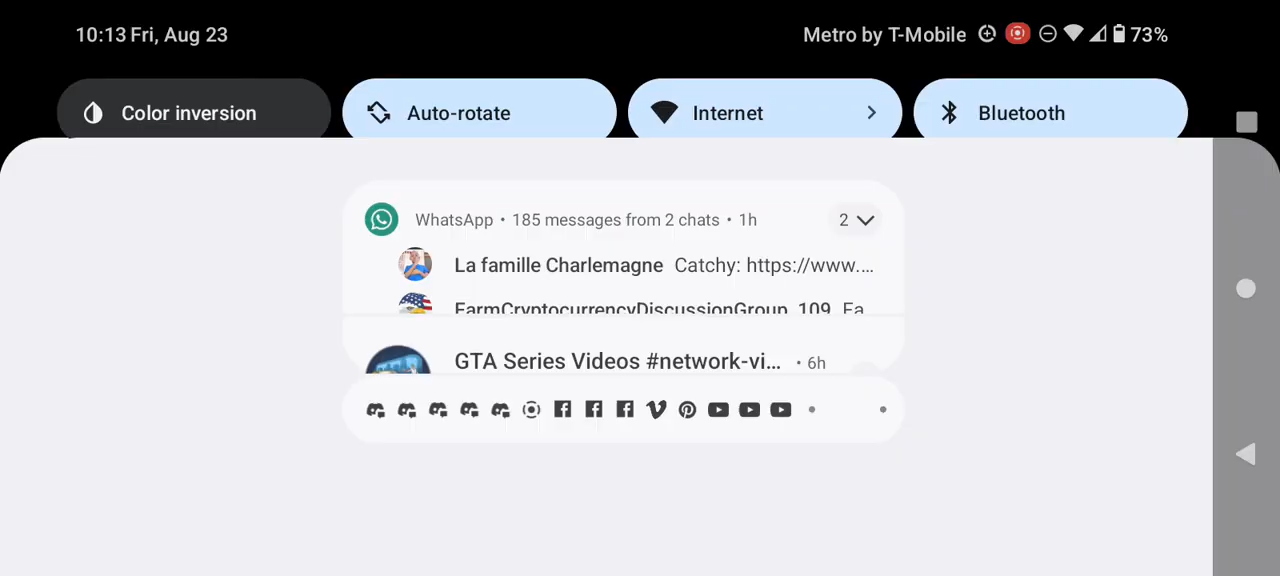 10:13 Fri, Aug 23
Metro by T-Mobile 73%
Color inversion
Auto-rotate
Internet
Bluetooth
WhatsApp • 185 messages from 2 chats • 1h
2
La famille Charlemagne Catchy: https://www....
FarmCryptocurrencyDiscussionGroup 109 Fa
GTA Series Videos #network-vi... • 6h